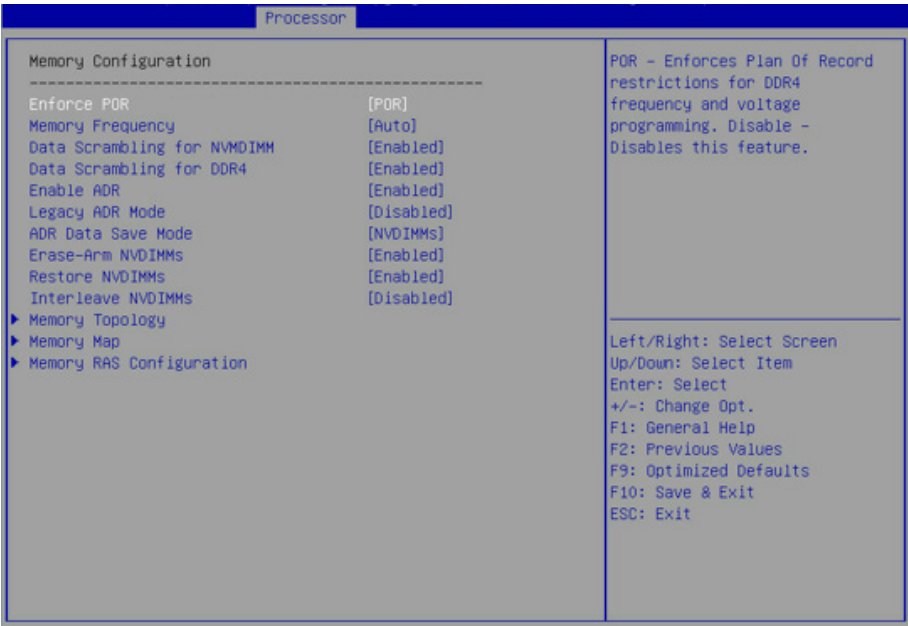 Processor
Memory Configuration
------------------------------------------------
Enforce POR [POR]
Memory Frequency [Auto]
Data Scrambling for NVMDIMM [Enabled]
Data Scrambling for DDR4 [Enabled]
Enable ADR [Enabled]
Legacy ADR Mode [Disabled]
ADR Data Save Mode [NVDIMMs]
Erase-Arm NVDIMMs [Enabled]
Restore NVDIMMs [Enabled]
Interleave NVDIMMs [Disabled]
Memory Topology
Memory Map
Memory RAS Configuration
POR - Enforces Plan Of Record
restrictions for DDR4
frequency and voltage
programming. Disable -
Disables this feature.
Left/Right: Select Screen
Up/Down: Select Item
Enter: Select
+/-: Change Opt.
F1: General Help
F2: Previous Values
F9: Optimized Defaults
F10: Save & Exit
ESC: Exit